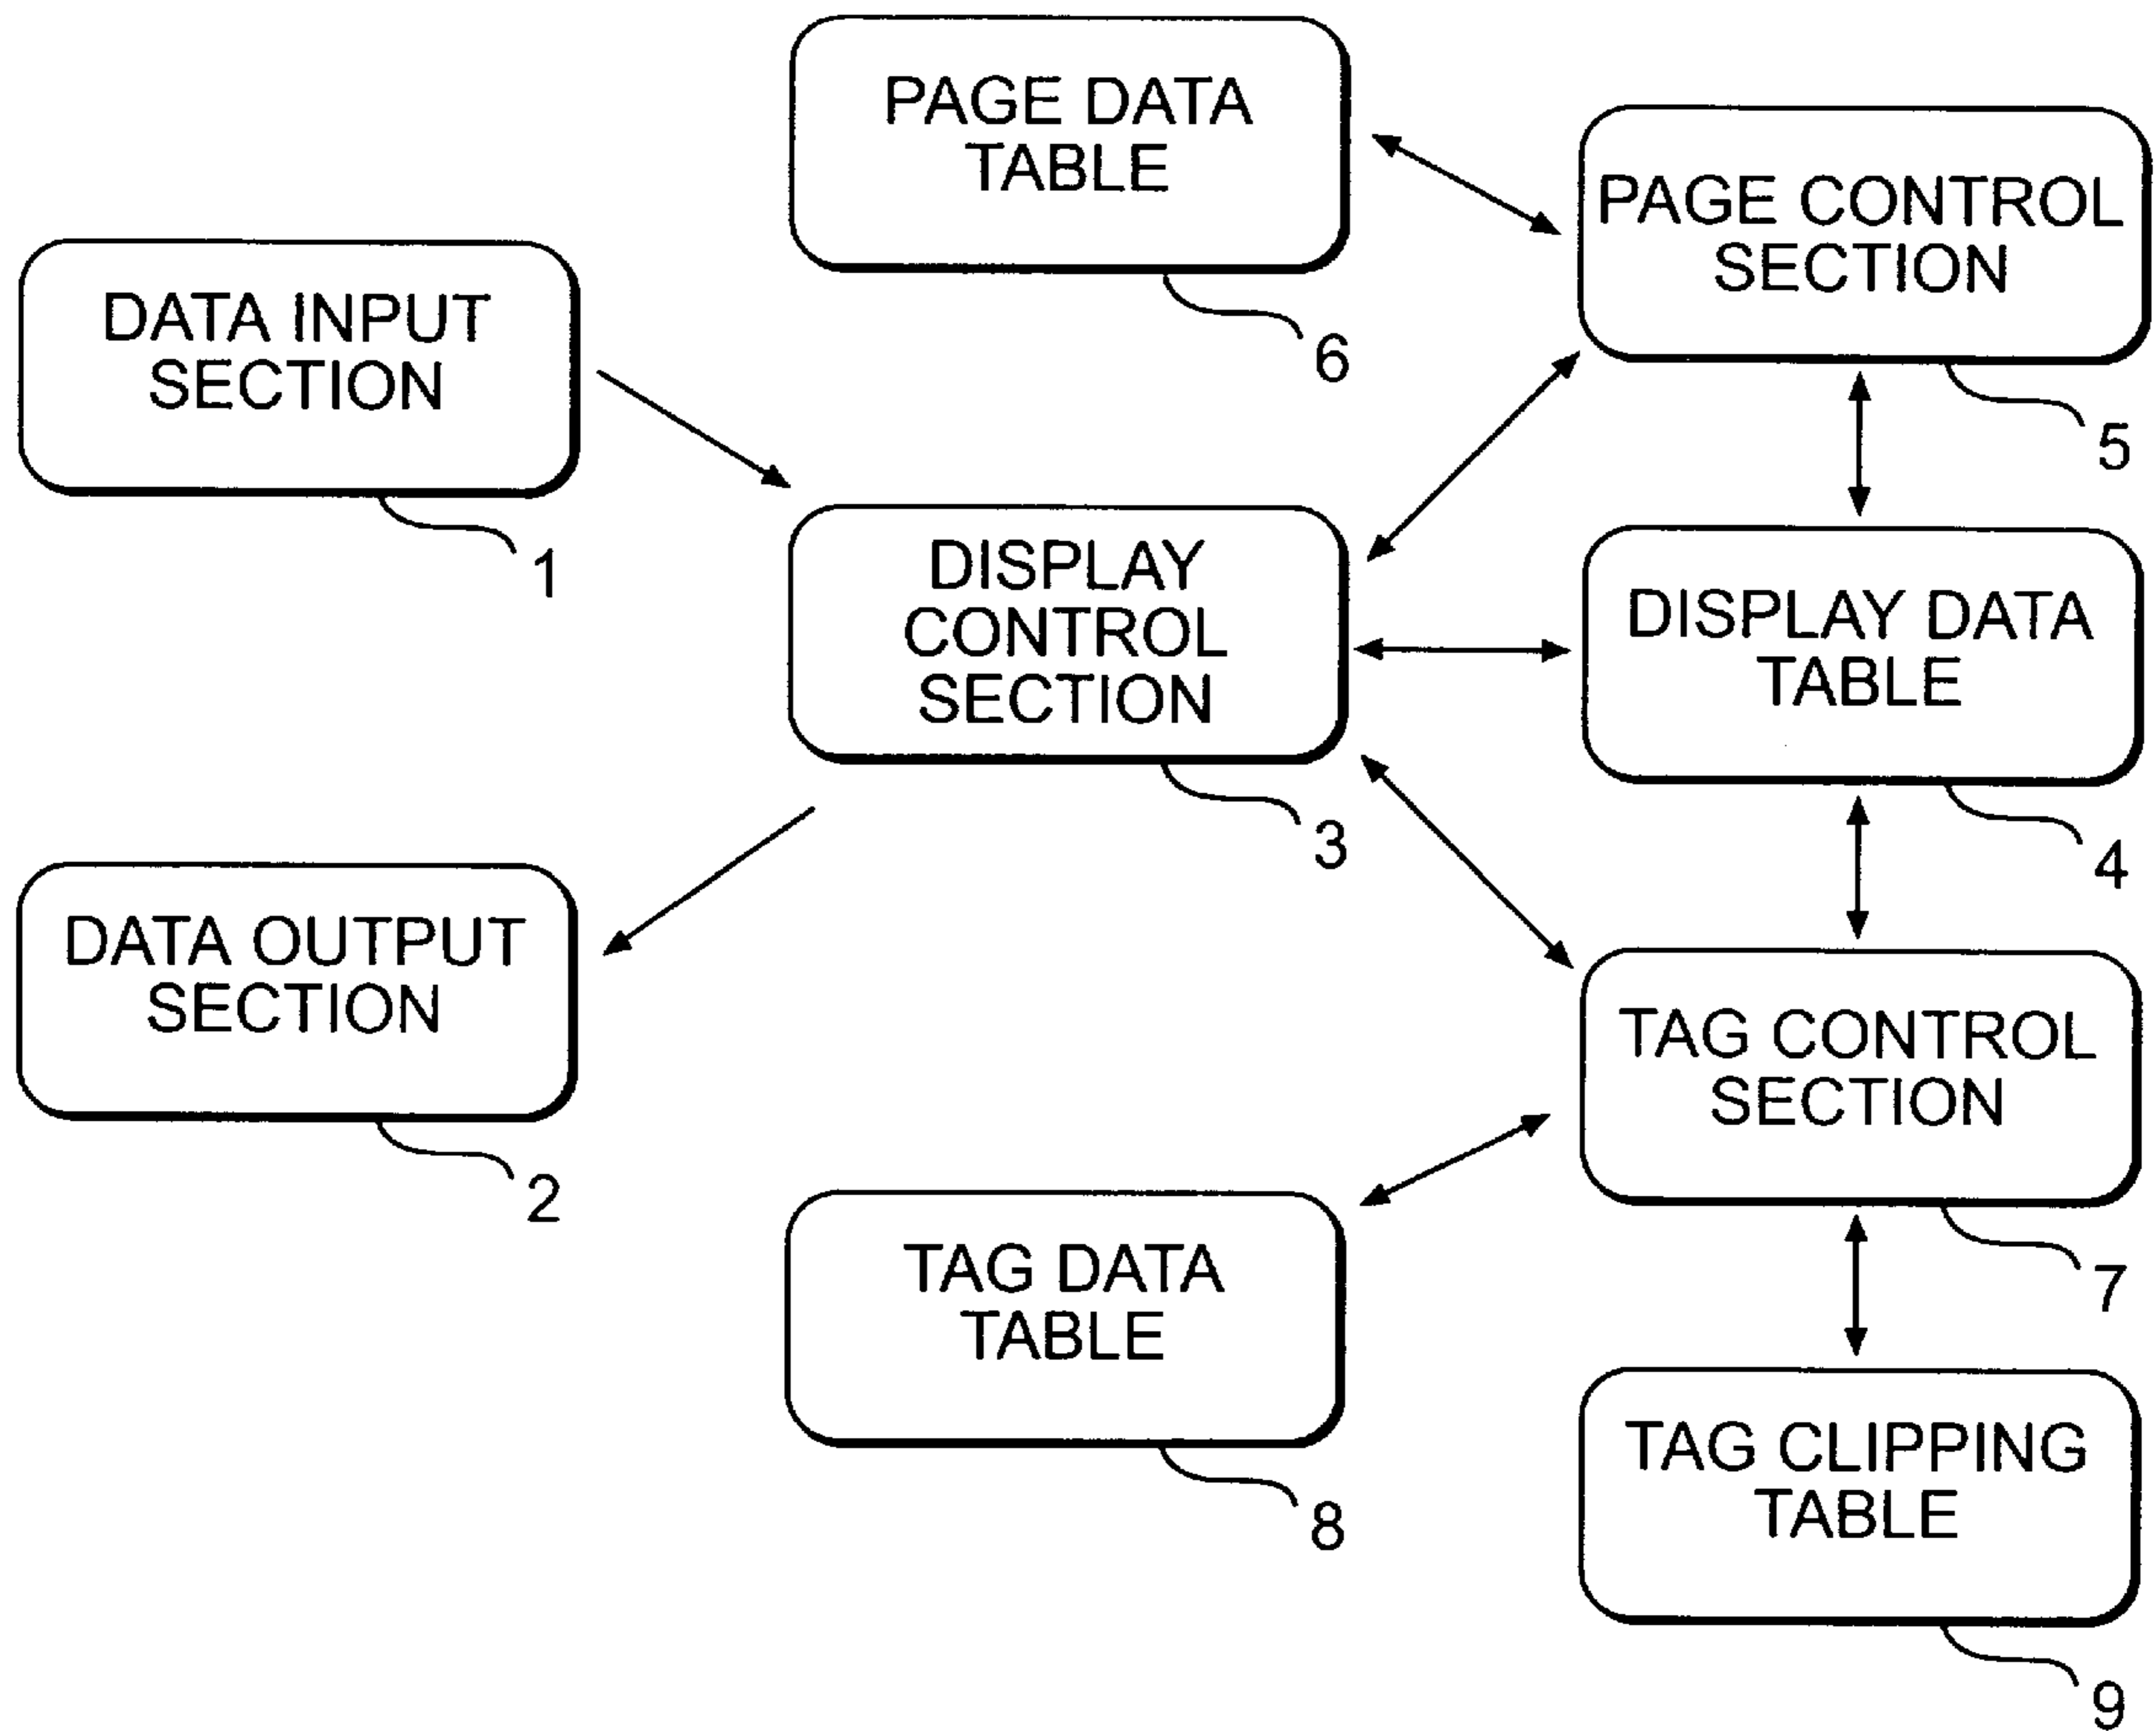 PAGE DATA
TABLE
6
PAGE CONTROL
SECTION
5
DATA INPUT
SECTION
1
DISPLAY
CONTROL
SECTION
3
DISPLAY DATA
TABLE
4
DATA OUTPUT
SECTION
2
TAG CONTROL
SECTION
7
TAG DATA
TABLE
8
TAG CLIPPING
TABLE
9